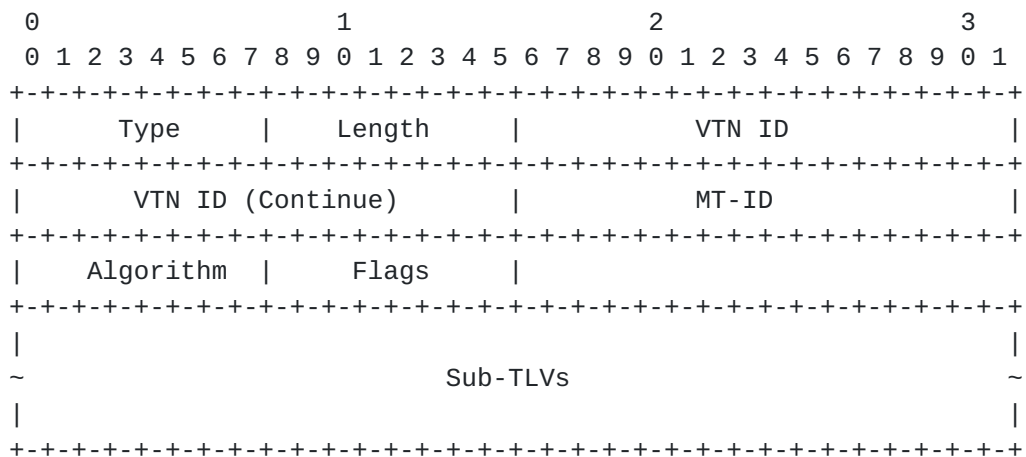 0                   1                   2                   3
 0 1 2 3 4 5 6 7 8 9 0 1 2 3 4 5 6 7 8 9 0 1 2 3 4 5 6 7 8 9 0 1
+-+-+-+-+-+-+-+-+-+-+-+-+-+-+-+-+-+-+-+-+-+-+-+-+-+-+-+-+-+-+-+-+
|      Type     |    Length     |           VTN ID              |
+-+-+-+-+-+-+-+-+-+-+-+-+-+-+-+-+-+-+-+-+-+-+-+-+-+-+-+-+-+-+-+-+
|       VTN ID (Continue)       |           MT-ID               |
+-+-+-+-+-+-+-+-+-+-+-+-+-+-+-+-+-+-+-+-+-+-+-+-+-+-+-+-+-+-+-+-+
|    Algorithm  |     Flags     |
+-+-+-+-+-+-+-+-+-+-+-+-+-+-+-+-+-+-+-+-+-+-+-+-+-+-+-+-+-+-+-+-+
|                                                               |
~                           Sub-TLVs                            ~
|                                                               |
+-+-+-+-+-+-+-+-+-+-+-+-+-+-+-+-+-+-+-+-+-+-+-+-+-+-+-+-+-+-+-+-+